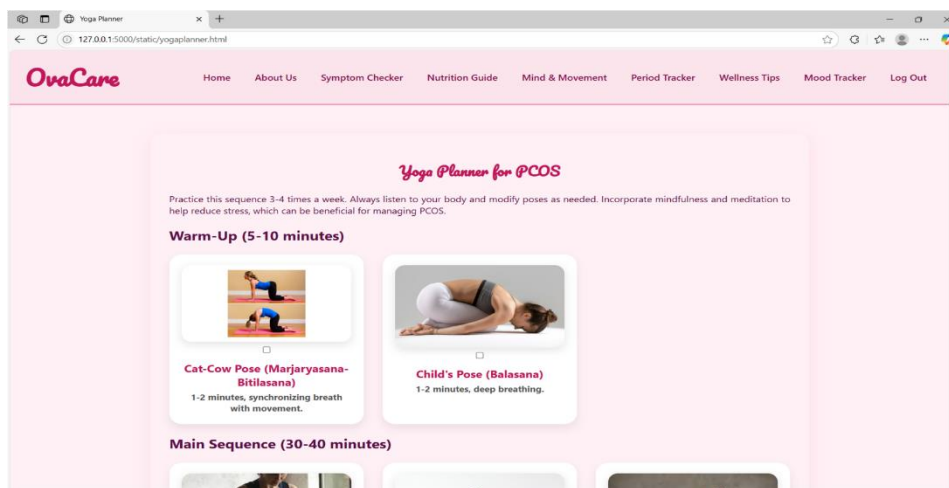 Yoga Planner
127.0.0.1:5000/static/yogaplanner.html
OvaCare
Home About Us Symptom Checker Nutrition Guide Mind & Movement Period Tracker Wellness Tips Mood Tracker Log Out
Yoga Planner for PCOS
Practice this sequence 3-4 times a week. Always listen to your body and modify poses as needed. Incorporate mindfulness and meditation to
help reduce stress, which can be beneficial for managing PCOS.
Warm-Up (5-10 minutes)
Cat-Cow Pose (Marjaryasana-
Bitilasana)
1-2 minutes, synchronizing breath
with movement.
Child's Pose (Balasana)
1-2 minutes, deep breathing.
Main Sequence (30-40 minutes)